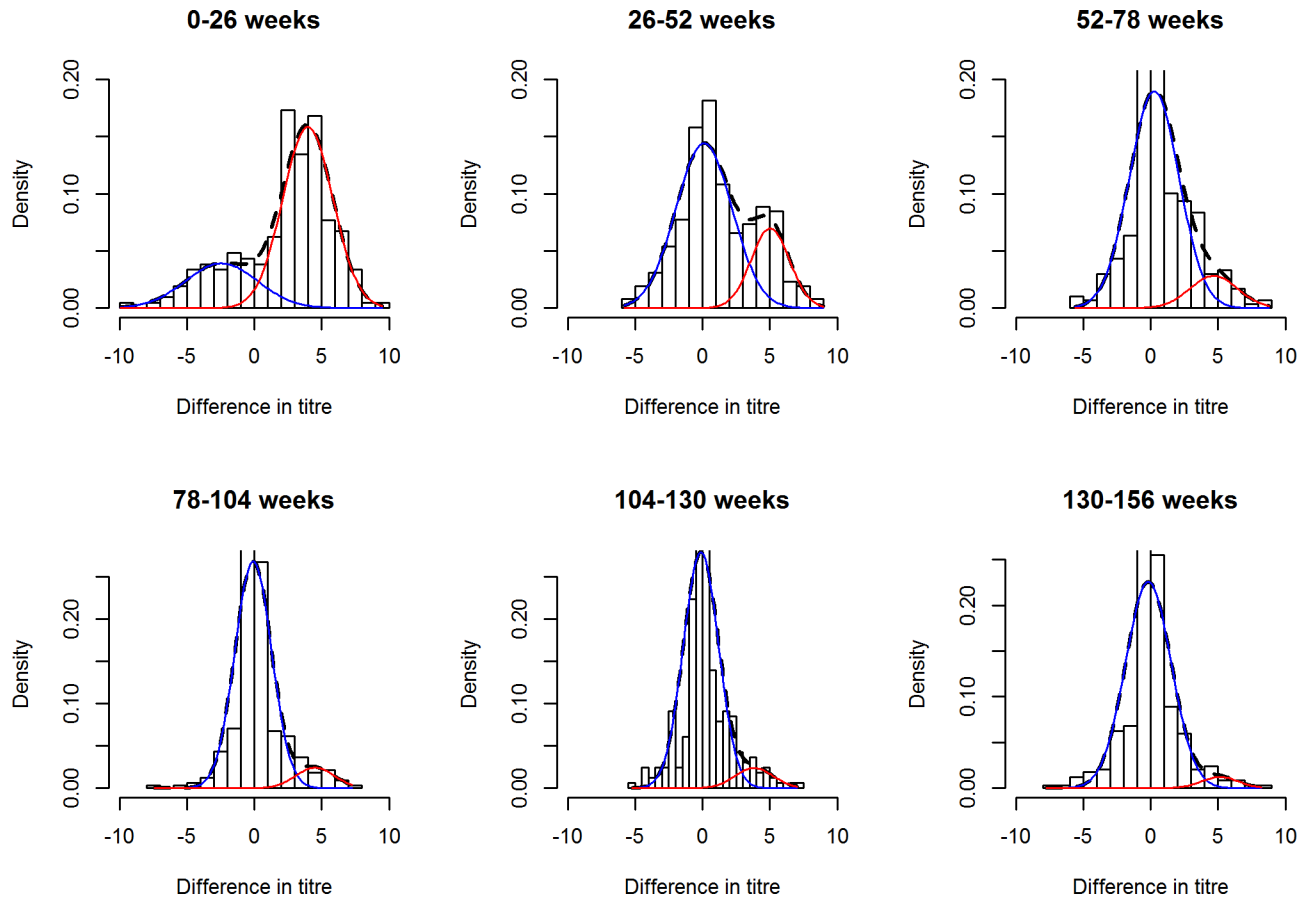 0-26 weeks
26-52 weeks
52-78 weeks
Density
0.00 0.10 0.20
Density
0.00 0.10 0.20
Density
0.00 0.10 0.20
-10 -5 0 5 10
-10 -5 0 5 10
-10 -5 0 5 10
Difference in titre
Difference in titre
Difference in titre
78-104 weeks
104-130 weeks
130-156 weeks
Density
0.00 0.10 0.20
Density
0.00 0.10 0.20
Density
0.00 0.10 0.20
-10 -5 0 5 10
-10 -5 0 5 10
-10 -5 0 5 10
Difference in titre
Difference in titre
Difference in titre